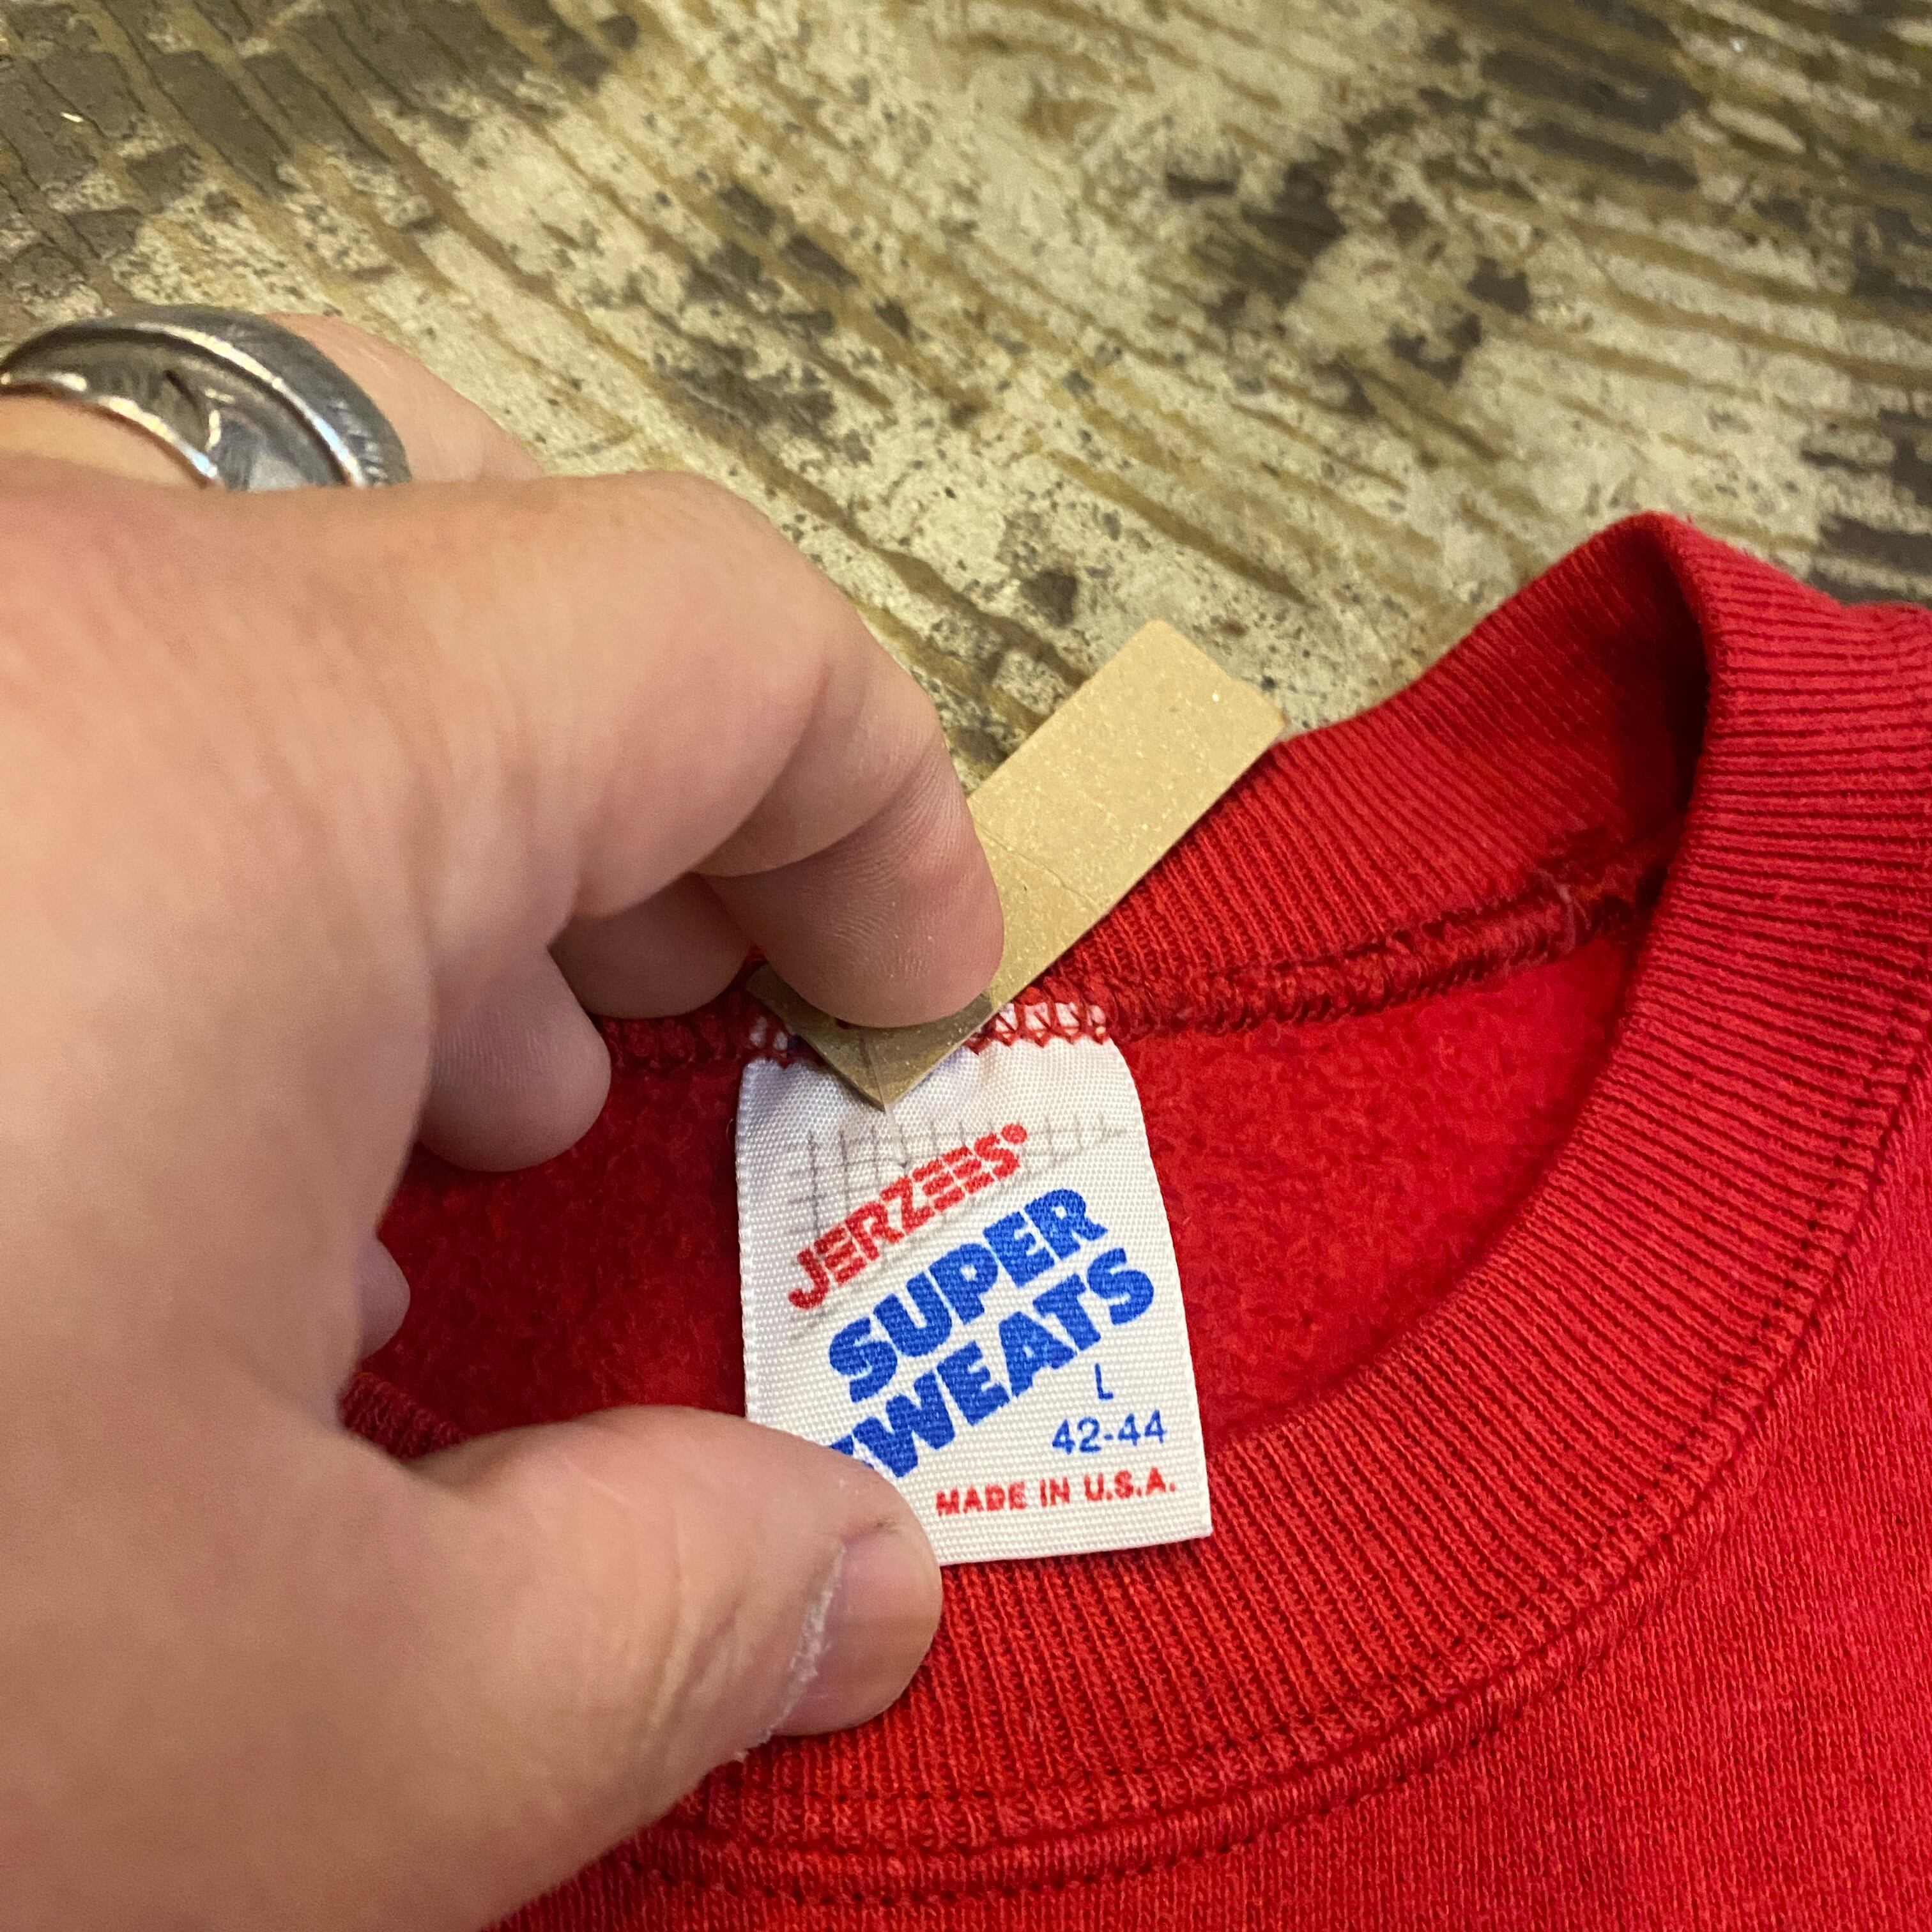 JERZEES®
SUPER
SWEATS
L
42-44
MADE IN U.S.A.